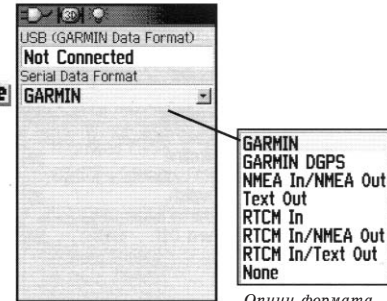 3D
USB (GARMIN Data Format)
Not Connected
Serial Data Format
GARMIN
GARMIN
GARMIN DGPS
NMEA In/NMEA Out
Text Out
RTCM In
RTCM In/NMEA Out
RTCM In/Text Out
None
Опции формата